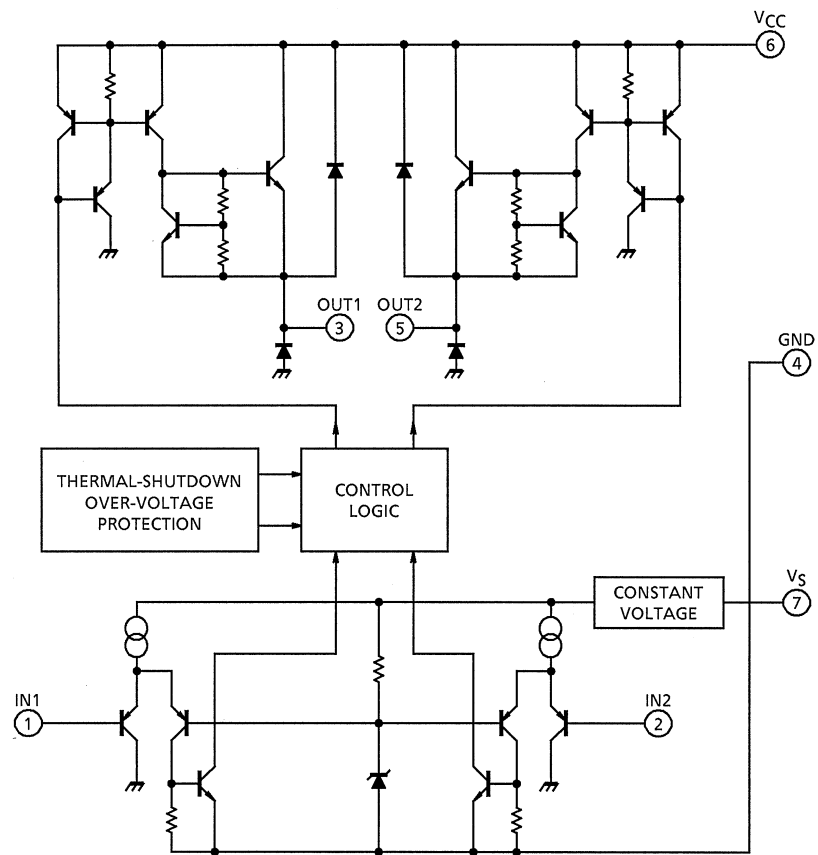 VCC
6
OUT1
3
OUT2
5
GND
4
THERMAL-SHUTDOWN
OVER-VOLTAGE
PROTECTION
CONTROL
LOGIC
CONSTANT
VOLTAGE
VS
7
IN1
1
IN2
2